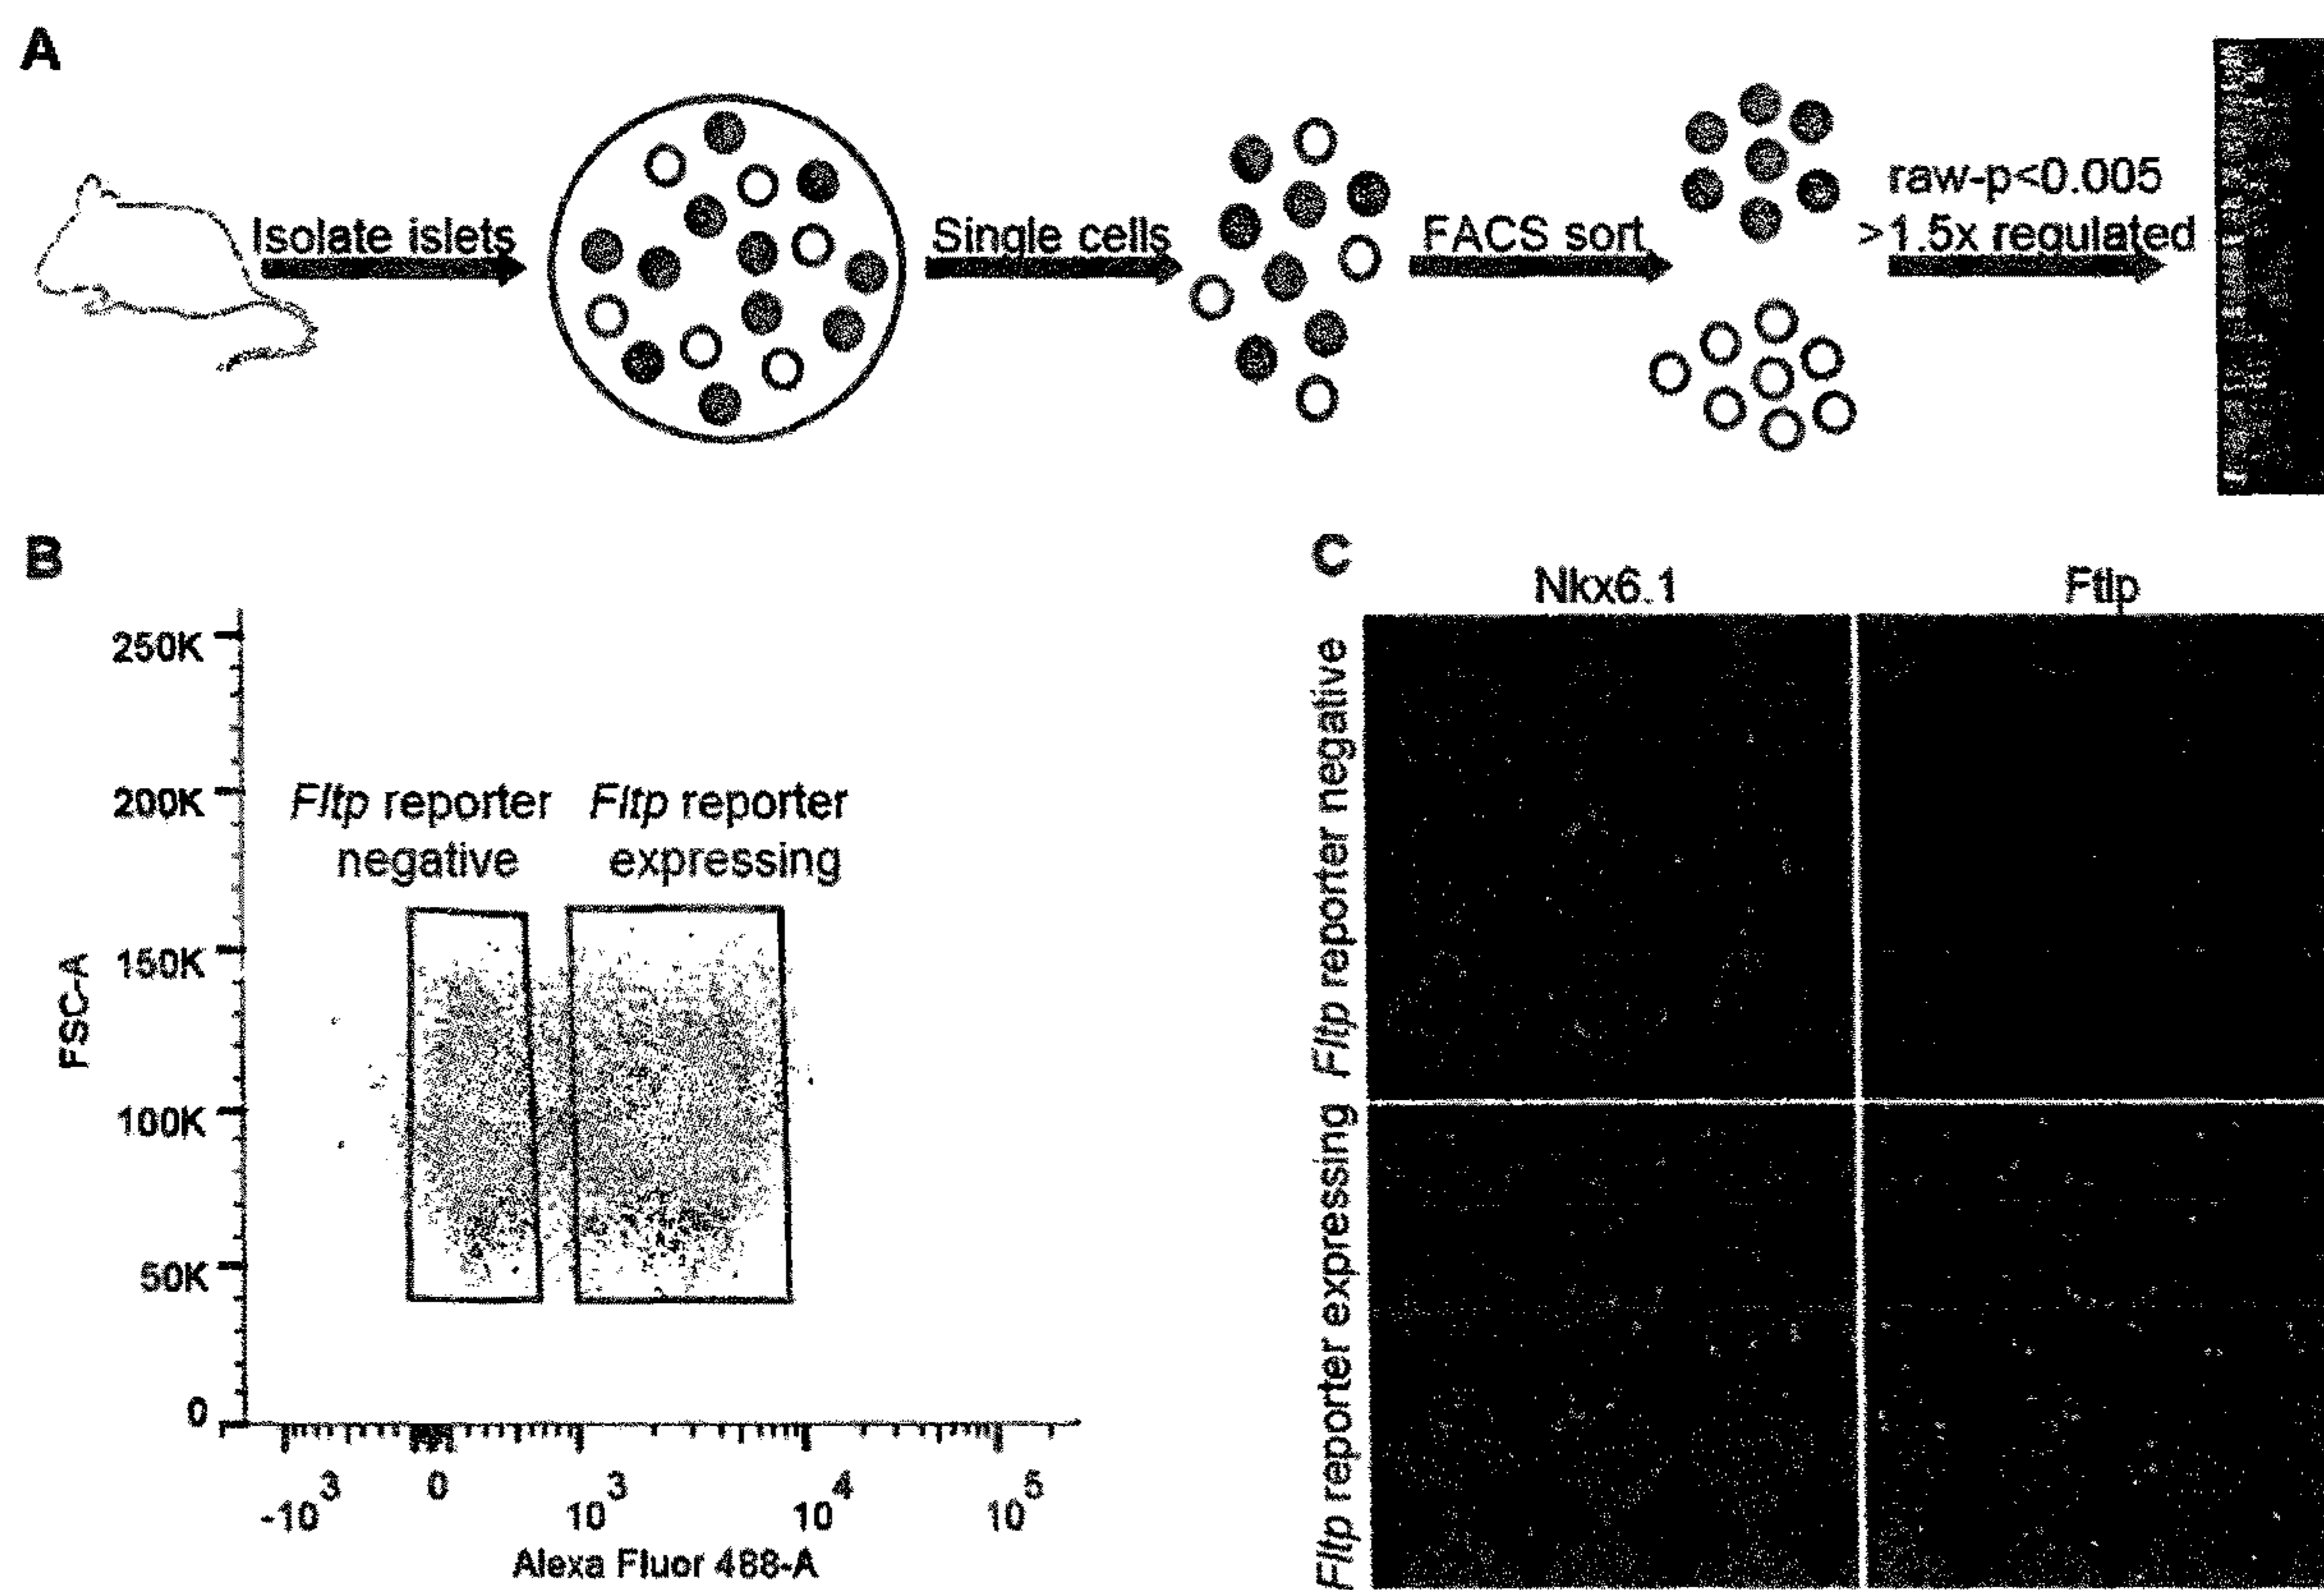 A
Isolate islets
Single cells
FACS sort
raw-p<0.005
>1.5x regulated
B
250K
200K
150K
100K
50K
0
FSC-A
Fltp reporter
negative
Fltp reporter
expressing
-10 3
0
10 3
10 4
10 5
Alexa Fluor 488-A
C
Nkx6.1
Ftlp
Fltp reporter negative
Fltp reporter expressing